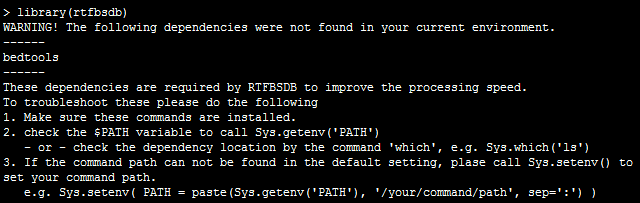 > library(rtfbsdb)
WARNING! The following dependencies were not found in your current environment.
------
bedtools
------
These dependencies are required by RTFBSDB to improve the processing speed.
To troubleshoot these please do the following
1. Make sure these commands are installed.
2. check the $PATH variable to call Sys.getenv('PATH')
   - or - check the dependency location by the command 'which', e.g. Sys.which('ls')
3. If the command path can not be found in the default setting, plase call Sys.setenv() to
set your command path.
   e.g. Sys.setenv( PATH = paste(Sys.getenv('PATH'), '/your/command/path', sep=':') )